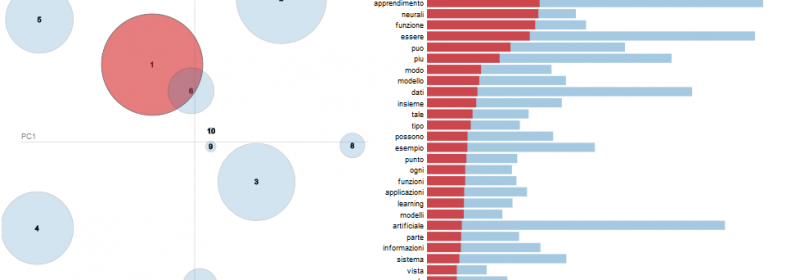 5
1
6
PC1
10
9
8
3
4
apprendimento
neurali
funzione
essere
puo
piu
modo
modello
dati
insieme
tale
tipo
possono
esempio
punto
ogni
funzioni
applicazioni
learning
modelli
artificiale
parte
informazioni
sistema
vista